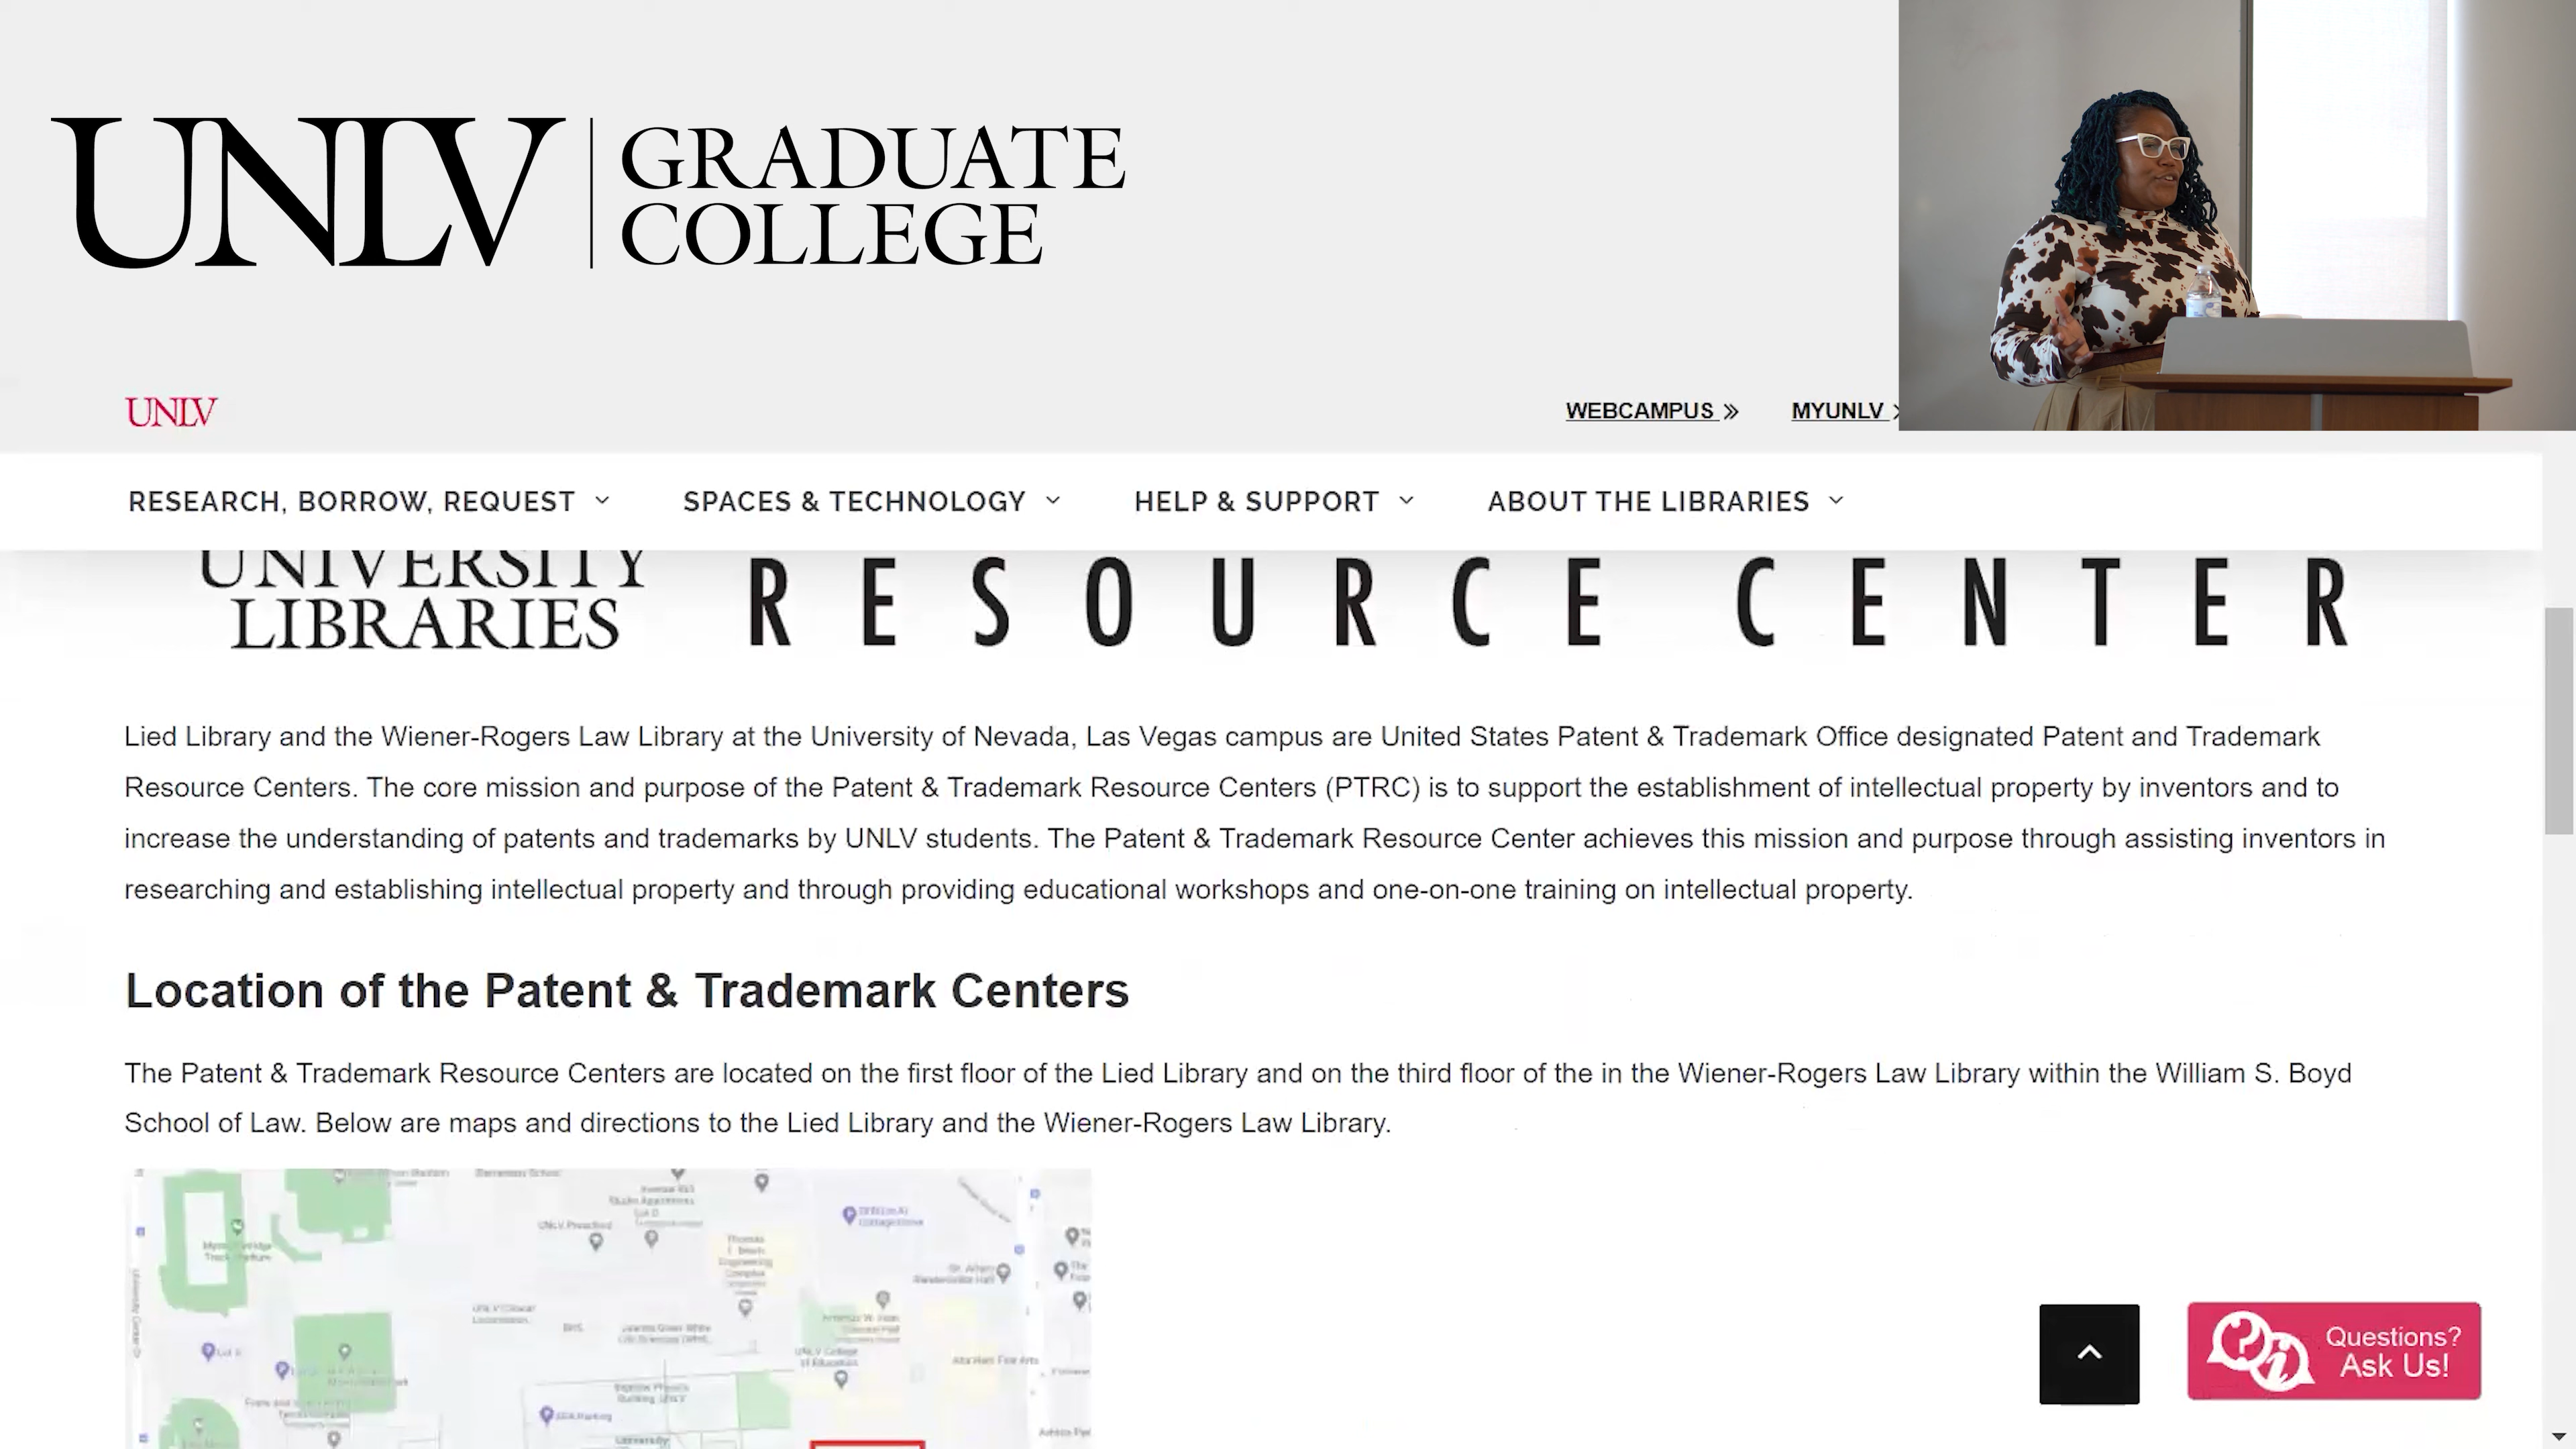 UNLV
GRADUATE
COLLEGE
UNLV
WEBCAMPUS »
MYUNLV
RESEARCH, BORROW, REQUEST
SPACES & TECHNOLOGY
HELP & SUPPORT
ABOUT THE LIBRARIES
UNIVERSITY
LIBRARIES
RESOURCE CENTER
Lied Library and the Wiener-Rogers Law Library at the University of Nevada, Las Vegas campus are United States Patent & Trademark Office designated Patent and Trademark
Resource Centers. The core mission and purpose of the Patent & Trademark Resource Centers (PTRC) is to support the establishment of intellectual property by inventors and to
increase the understanding of patents and trademarks by UNLV students. The Patent & Trademark Resource Center achieves this mission and purpose through assisting inventors in
researching and establishing intellectual property and through providing educational workshops and one-on-one training on intellectual property.
Location of the Patent & Trademark Centers
The Patent & Trademark Resource Centers are located on the first floor of the Lied Library and on the third floor of the in the Wiener-Rogers Law Library within the William S. Boyd
School of Law. Below are maps and directions to the Lied Library and the Wiener-Rogers Law Library.
UNLV Preschool
UNLV College
of Education
Questions?
Ask Us!